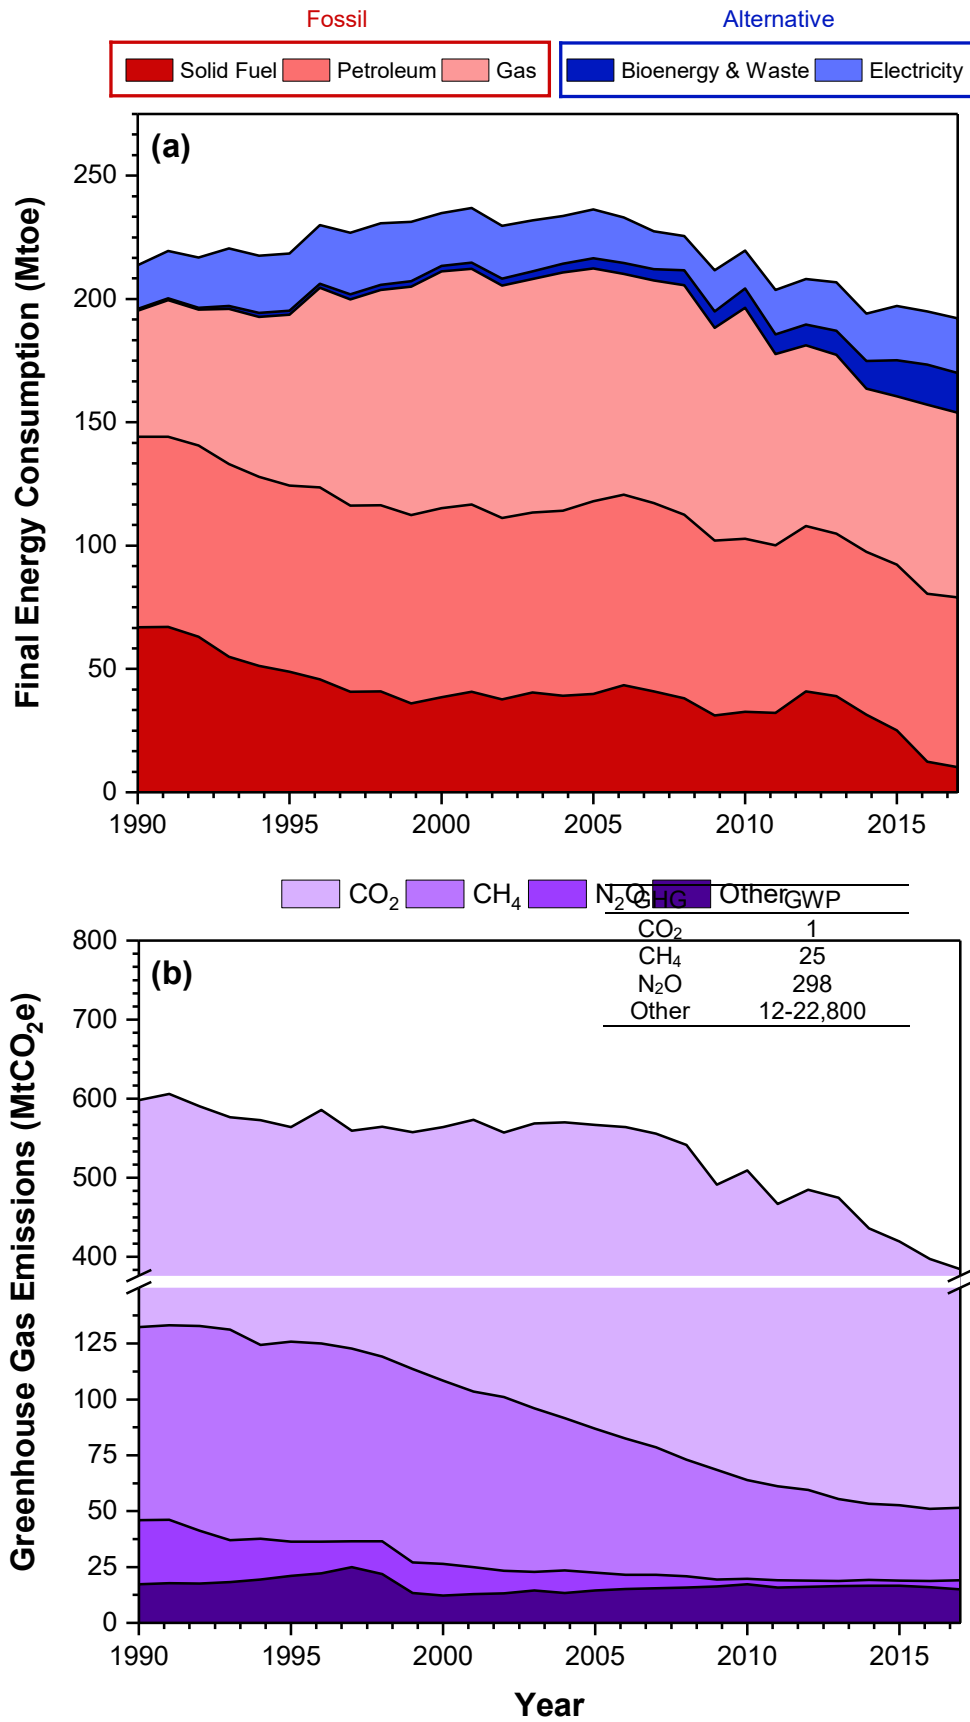 Fossil Alternative
Solid Fuel Petroleum Gas Bioenergy & Waste Electricity
(a)
Final Energy Consumption (Mtoe)
250
200
150
100
50
0
1990 1995 2000 2005 2010 2015
CO₂ CH₄ N₂O Other
GHG GWP
CO₂ 1
CH₄ 25
N₂O 298
Other 12-22,800
(b)
Greenhouse Gas Emissions (MtCO₂e)
800
700
600
500
400
125
100
75
50
25
0
1990 1995 2000 2005 2010 2015
Year